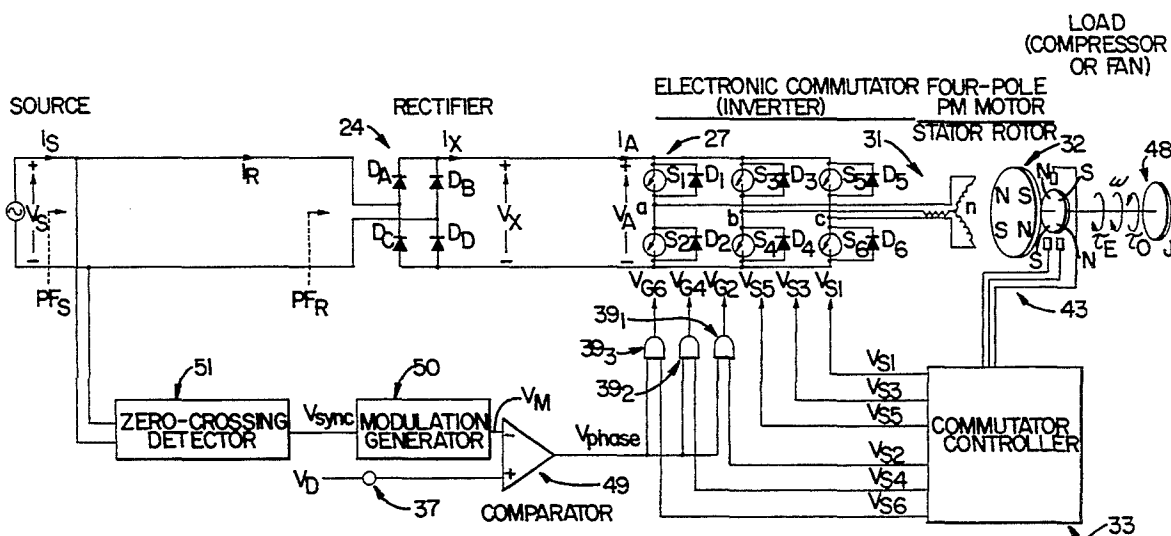 LOAD
(COMPRESSOR
OR FAN)
ELECTRONIC COMMUTATOR
(INVERTER)
FOUR-POLE
PM MOTOR
STATOR ROTOR
SOURCE
RECTIFIER
IS
IR
24
IX
IA
27
31
32
48
DA
DB
DC
DD
+
VS
-
+
VX
-
+
VA
-
S1
D1
S3
D3
S5
D5
a
b
c
n
S2
D2
S4
D4
S6
D6
N S
S N
N
S
S
N
ω
τE
τO
J
PFS
PFR
VG6
VG4
VG2
VS5
VS3
VS1
43
391
393
392
51
50
ZERO-CROSSING
DETECTOR
Vsync
MODULATION
GENERATOR
VM
-
+
Vphase
VD
37
49
COMPARATOR
VS1
VS3
VS5
VS2
VS4
VS6
COMMUTATOR
CONTROLLER
33